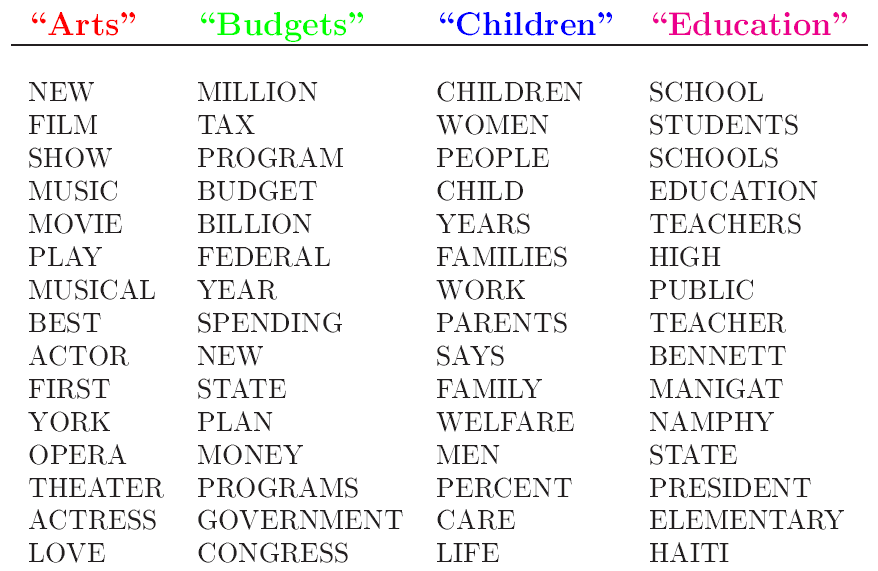 “Arts” “Budgets” “Children” “Education”
NEW MILLION CHILDREN SCHOOL
FILM TAX WOMEN STUDENTS
SHOW PROGRAM PEOPLE SCHOOLS
MUSIC BUDGET CHILD EDUCATION
MOVIE BILLION YEARS TEACHERS
PLAY FEDERAL FAMILIES HIGH
MUSICAL YEAR WORK PUBLIC
BEST SPENDING PARENTS TEACHER
ACTOR NEW SAYS BENNETT
FIRST STATE FAMILY MANIGAT
YORK PLAN WELFARE NAMPHY
OPERA MONEY MEN STATE
THEATER PROGRAMS PERCENT PRESIDENT
ACTRESS GOVERNMENT CARE ELEMENTARY
LOVE CONGRESS LIFE HAITI